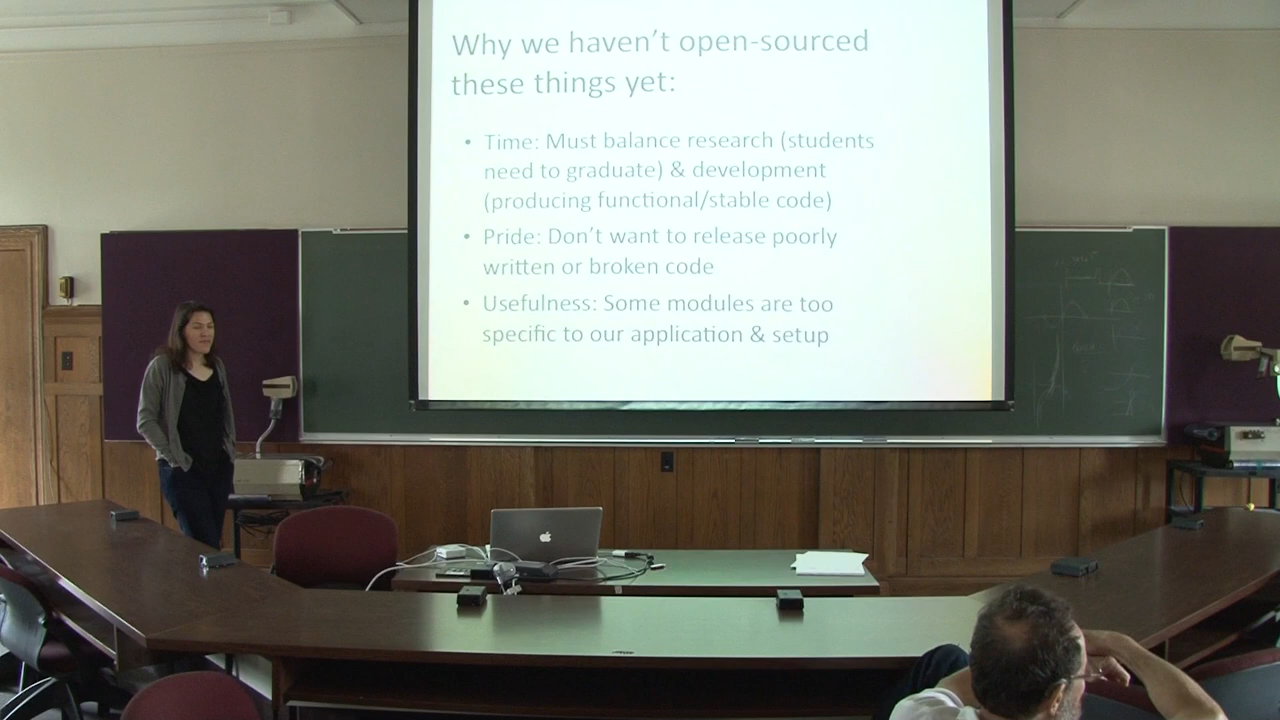 Why we haven't open-sourced
these things yet:
• Time: Must balance research (students
need to graduate) & development
(producing functional/stable code)
• Pride: Don't want to release poorly
written or broken code
• Usefulness: Some modules are too
specific to our application & setup